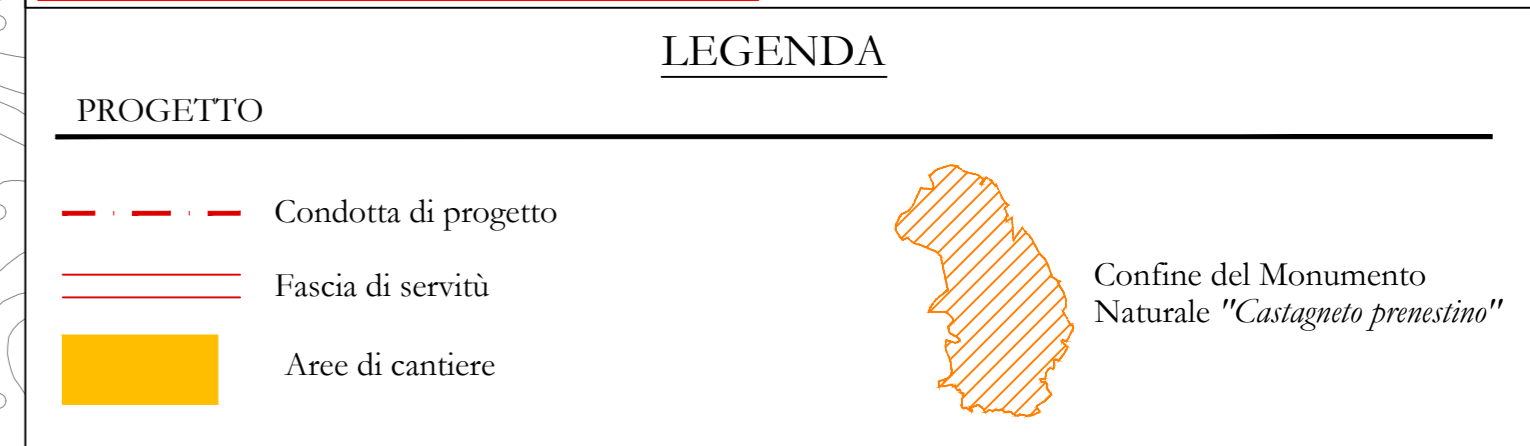 LEGENDA
PROGETTO
Condotta di progetto
Fascia di servitù
Aree di cantiere
Confine del Monumento
Naturale "Castagneto prenestino"